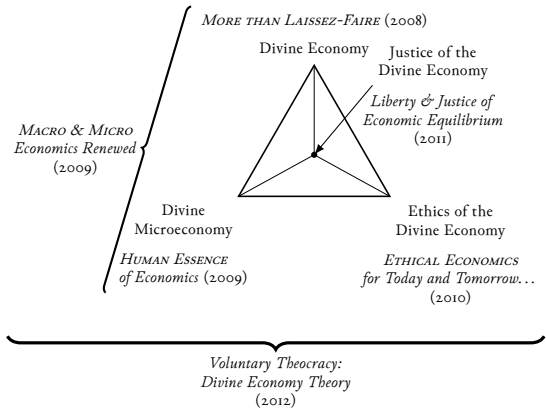 More than Laissez-Faire (2008)
Divine Economy
Justice of the
Divine Economy
Liberty & Justice of
Economic Equilibrium
(2011)
Macro & Micro
Economics Renewed
(2009)
Divine
Microeconomy
Human Essence
of Economics (2009)
Ethics of the
Divine Economy
Ethical Economics
for Today and Tomorrow...
(2010)
Voluntary Theocracy:
Divine Economy Theory
(2012)